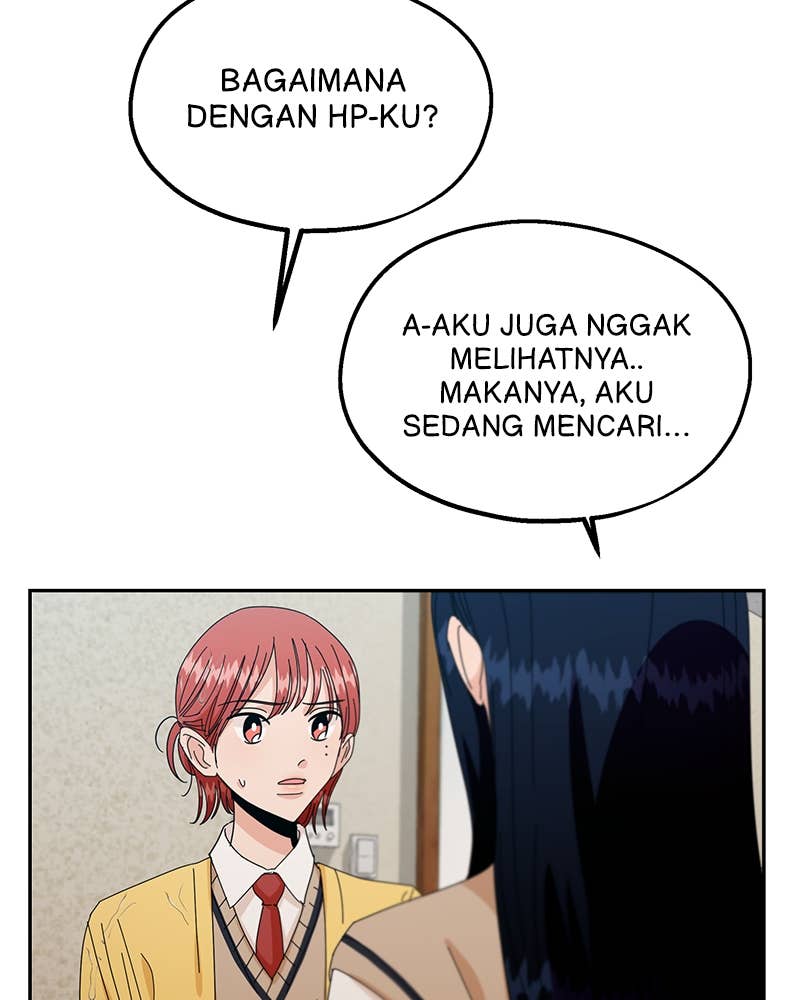 BAGAIMANA
DENGAN HP-KU?
A-AKU JUGA NGGAK
MELIHATNYA..
MAKANYA, AKU
SEDANG MENCARI...